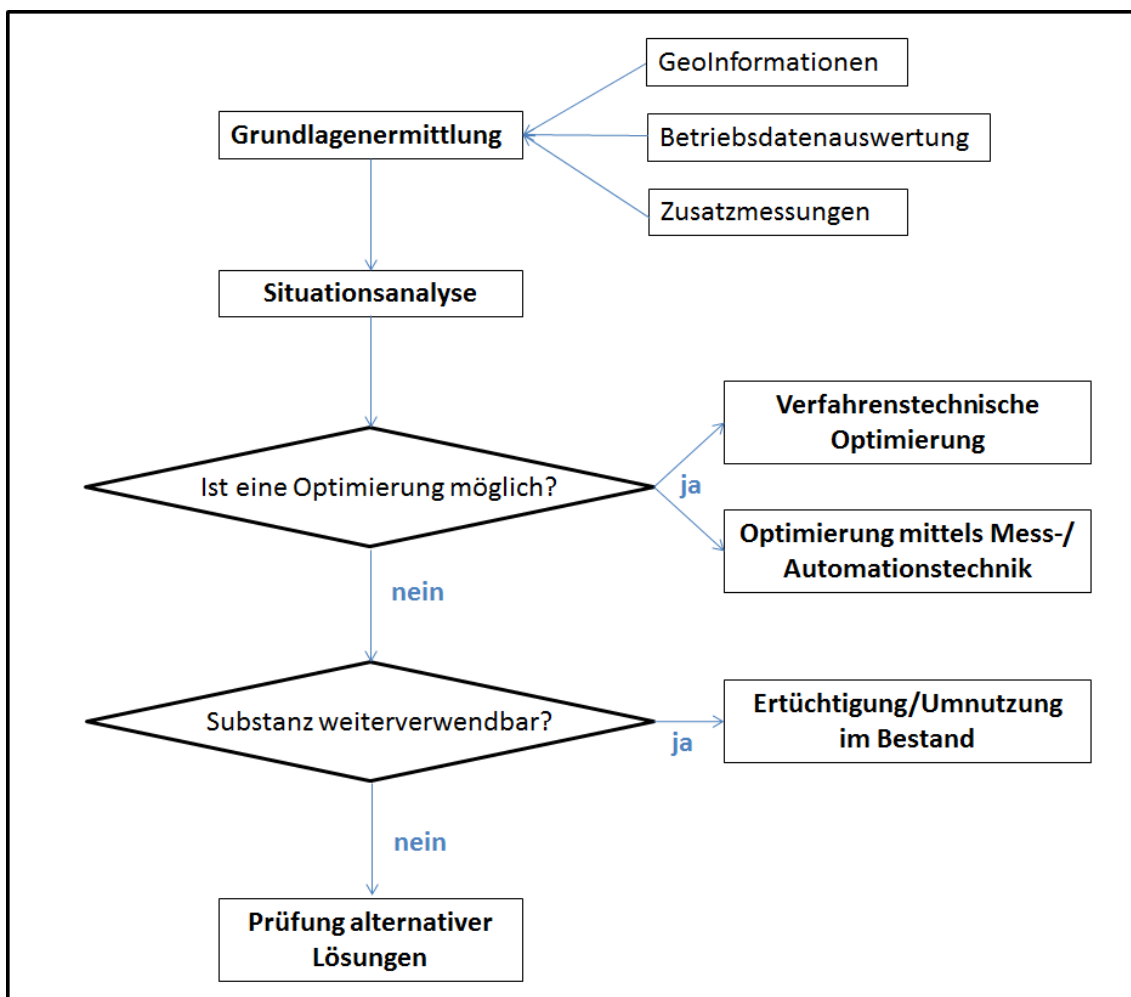 GeoInformationen
Grundlagenermittlung
Betriebsdatenauswertung
Zusatzmessungen
Situationsanalyse
Verfahrenstechnische
Optimierung
Ist eine Optimierung möglich?
ja
Optimierung mittels Mess-/
Automationstechnik
nein
Substanz weiterverwendbar?
ja
Ertüchtigung/Umnutzung
im Bestand
nein
Prüfung alternativer
Lösungen